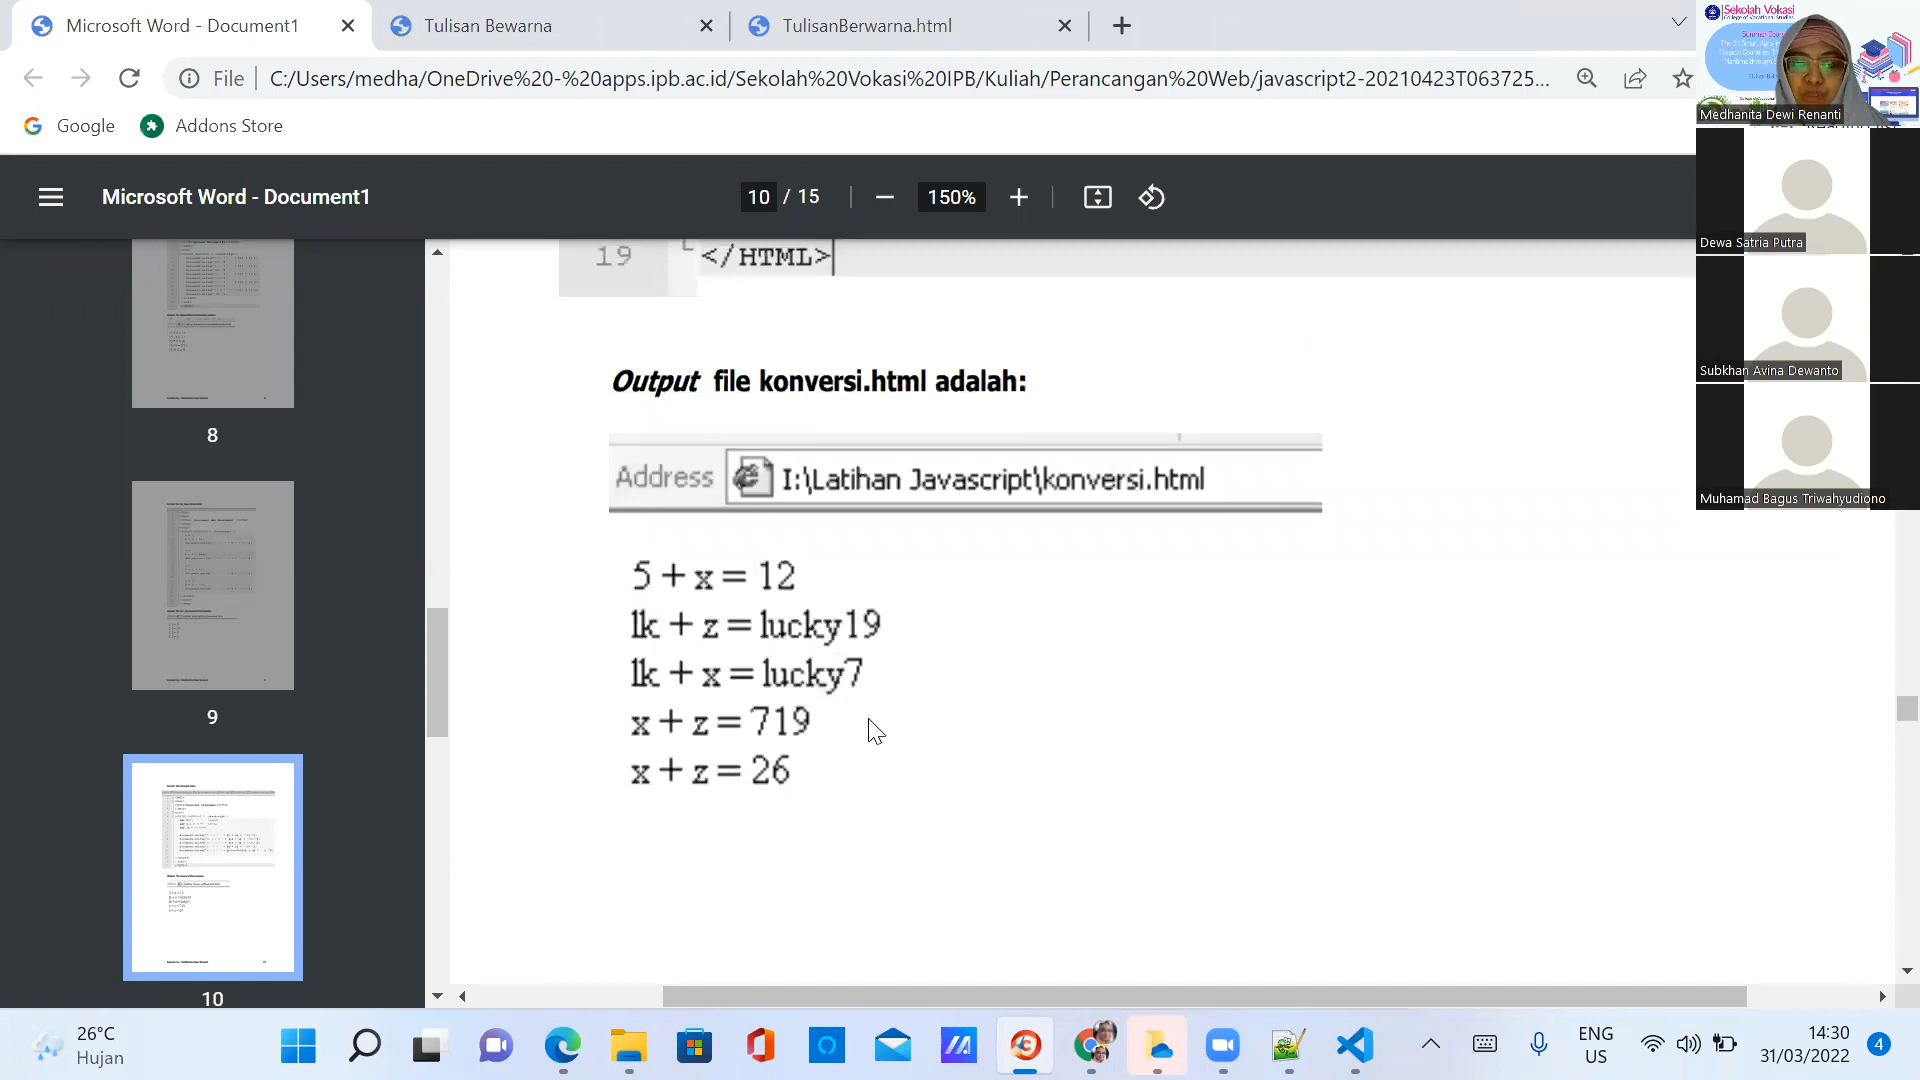 Microsoft Word - Document1
Tulisan Bewarna
TulisanBerwarna.html
File
C:/Users/medha/OneDrive%20-%20apps.ipb.ac.id/Sekolah%20Vokasi%20IPB/Kuliah/Perancangan%20Web/javascript2-20210423T063725...
Google
Addons Store
Microsoft Word - Document1
10 / 15
150%
8
9
10
19 </HTML>
Output file konversi.html adalah:
Address I:\Latihan Javascript\konversi.html
5 + x = 12
lk + z = lucky19
lk + x = lucky7
x + z = 719
x + z = 26
Sekolah Vokasi
College of Vocational Studies
Medhanita Dewi Renanti
Dewa Satria Putra
Subkhan Avina Dewanto
Muhamad Bagus Triwahyudiono
26°C
Hujan
ENG
US
14:30
31/03/2022
4